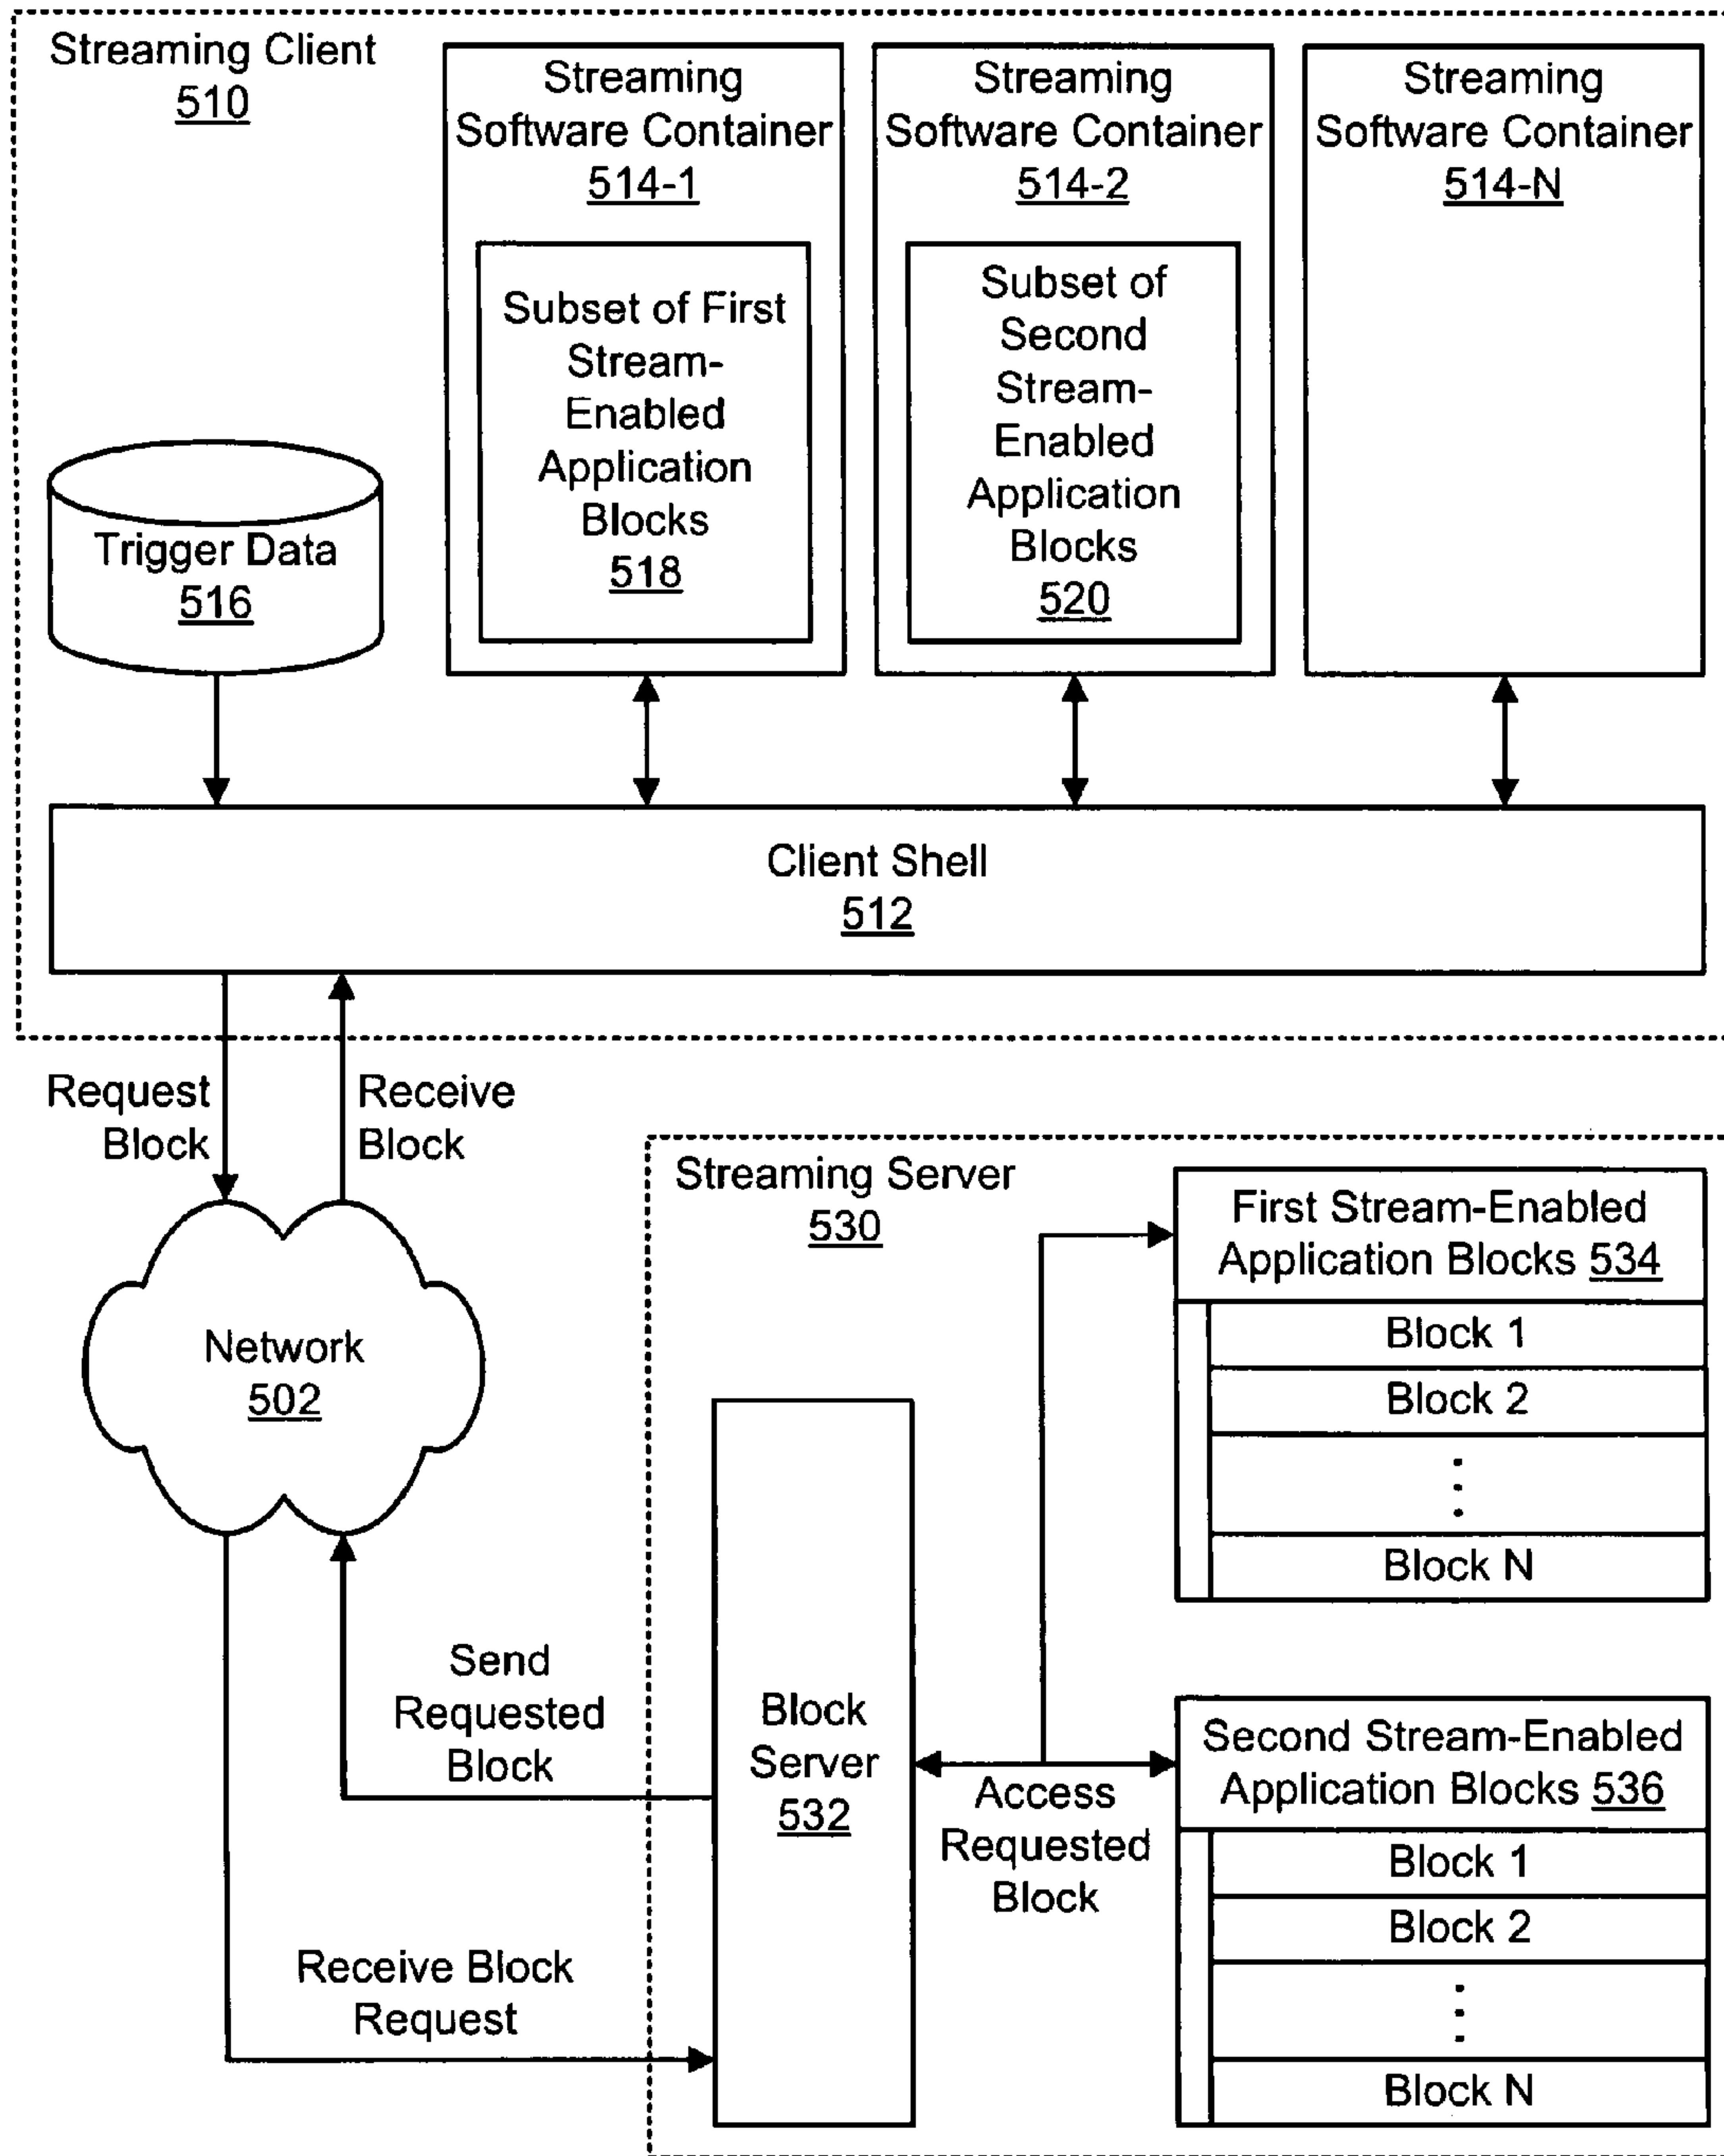 Streaming Client
510
Streaming
Software Container
514-1
Subset of First
Stream-
Enabled
Application
Blocks
518
Streaming
Software Container
514-2
Subset of
Second
Stream-
Enabled
Application
Blocks
520
Streaming
Software Container
514-N
Trigger Data
516
Client Shell
512
Request
Block
Receive
Block
Network
502
Streaming Server
530
First Stream-Enabled
Application Blocks 534
Block 1
Block 2
Block N
Send
Requested
Block
Block
Server
532
Access
Requested
Block
Second Stream-Enabled
Application Blocks 536
Block 1
Block 2
Block N
Receive Block
Request